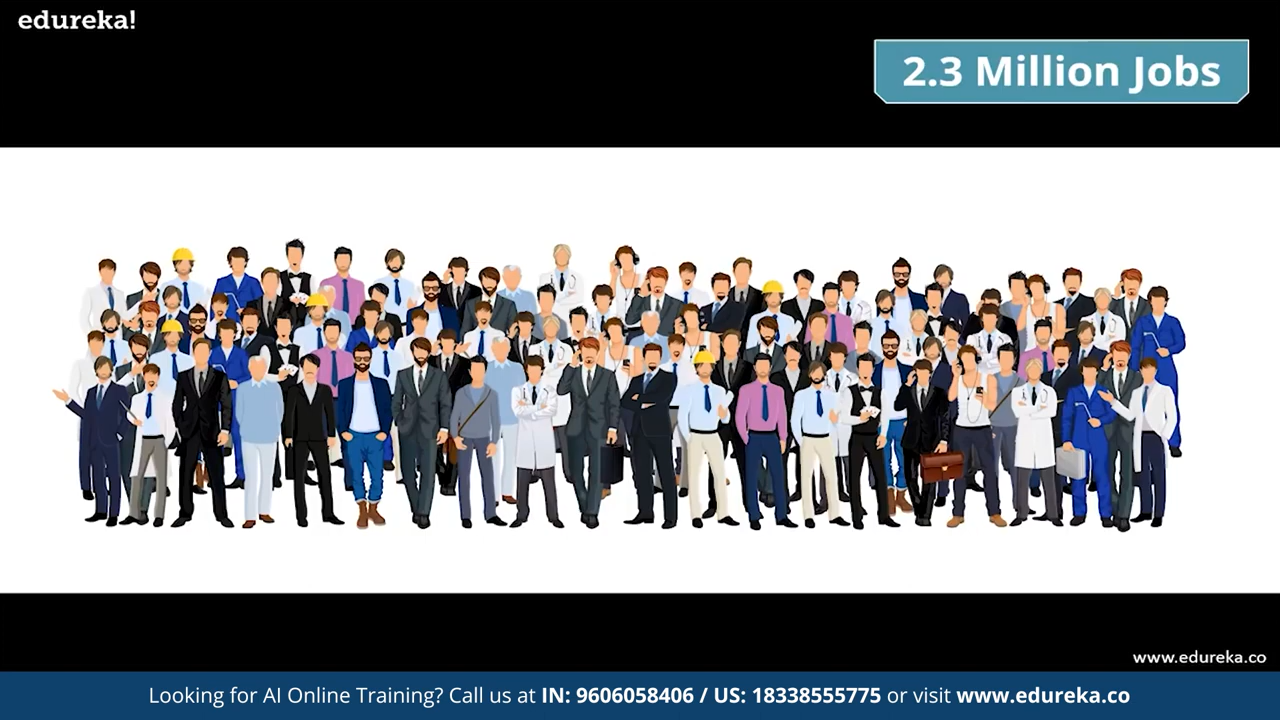 edureka!
2.3 Million Jobs
www.edureka.co
Looking for AI Online Training? Call us at IN: 9606058406 / US: 18338555775 or visit www.edureka.co